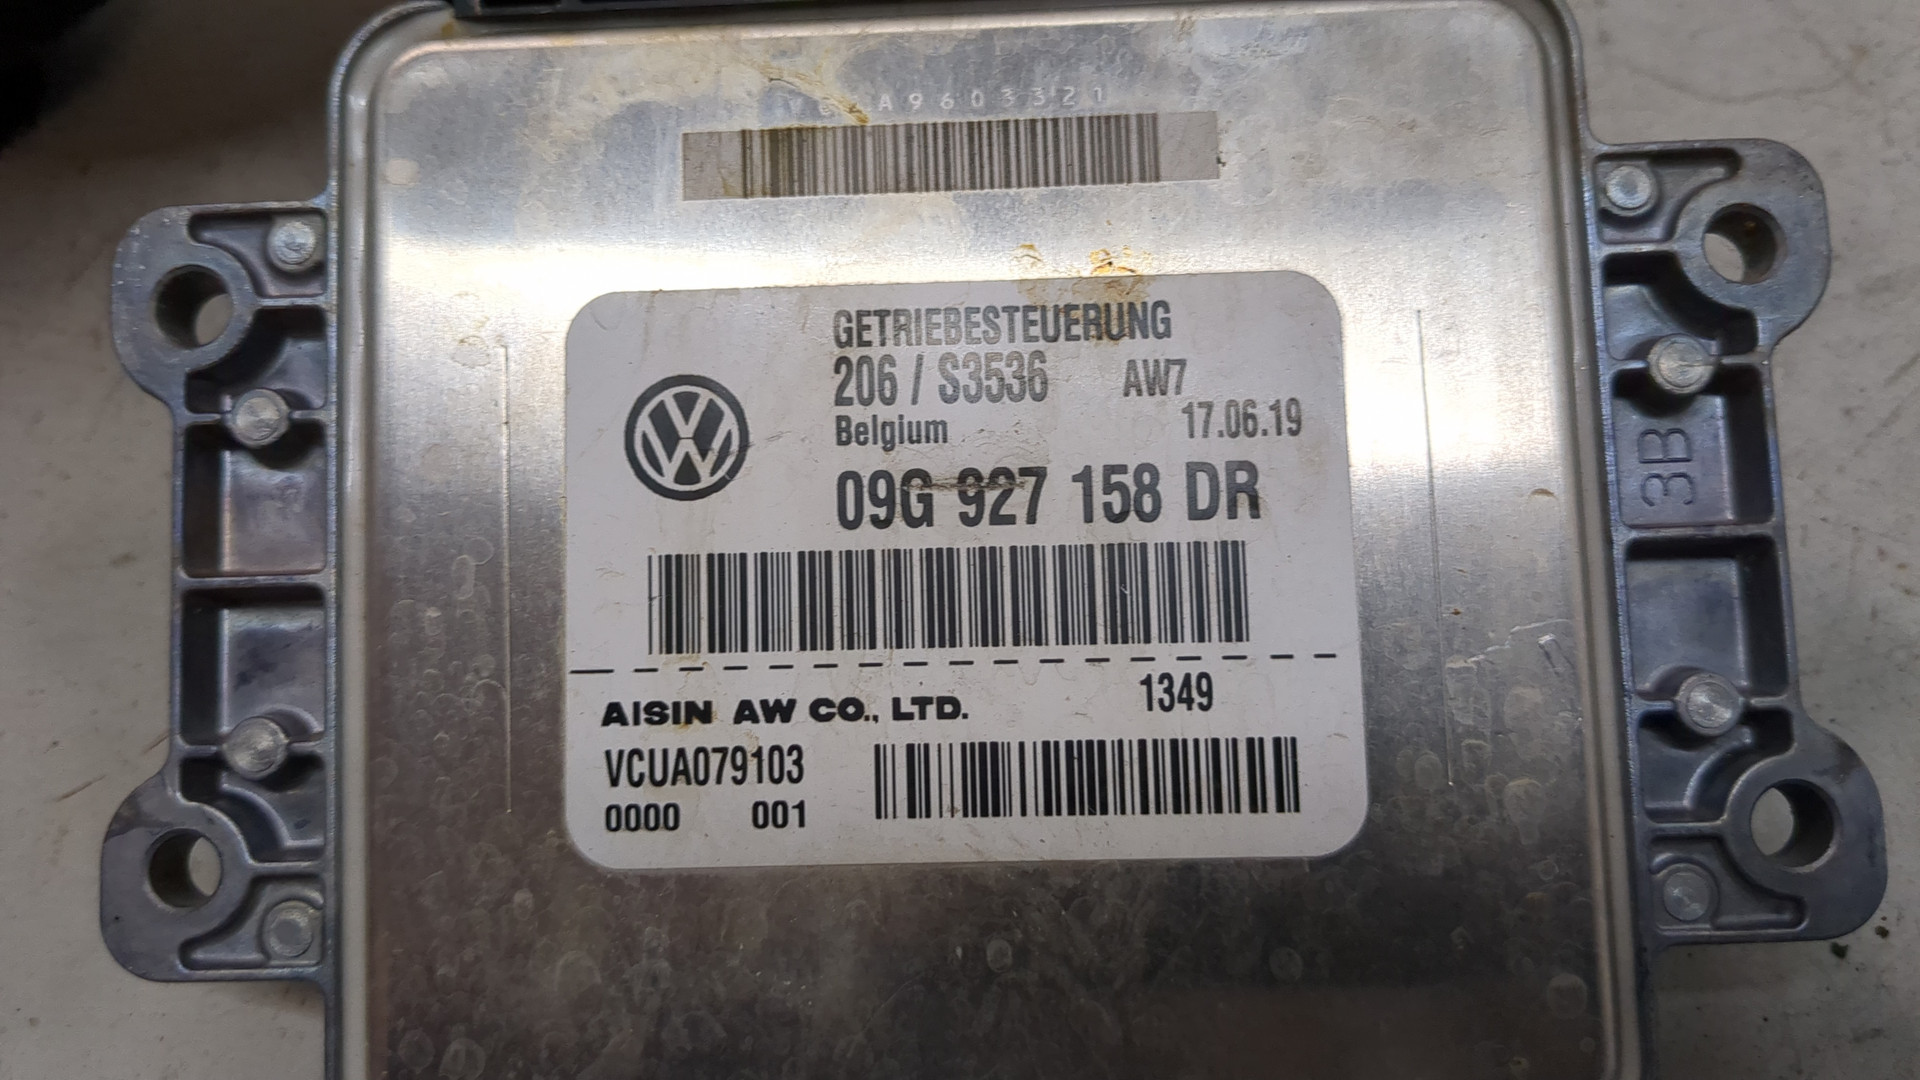 A9603321
GETRIEBESTEUERUNG
206 / S3536 AW7
Belgium 17.06.19
09G 927 158 DR
AISIN AW CO., LTD. 1349
VCUA079103
0000 001
3B